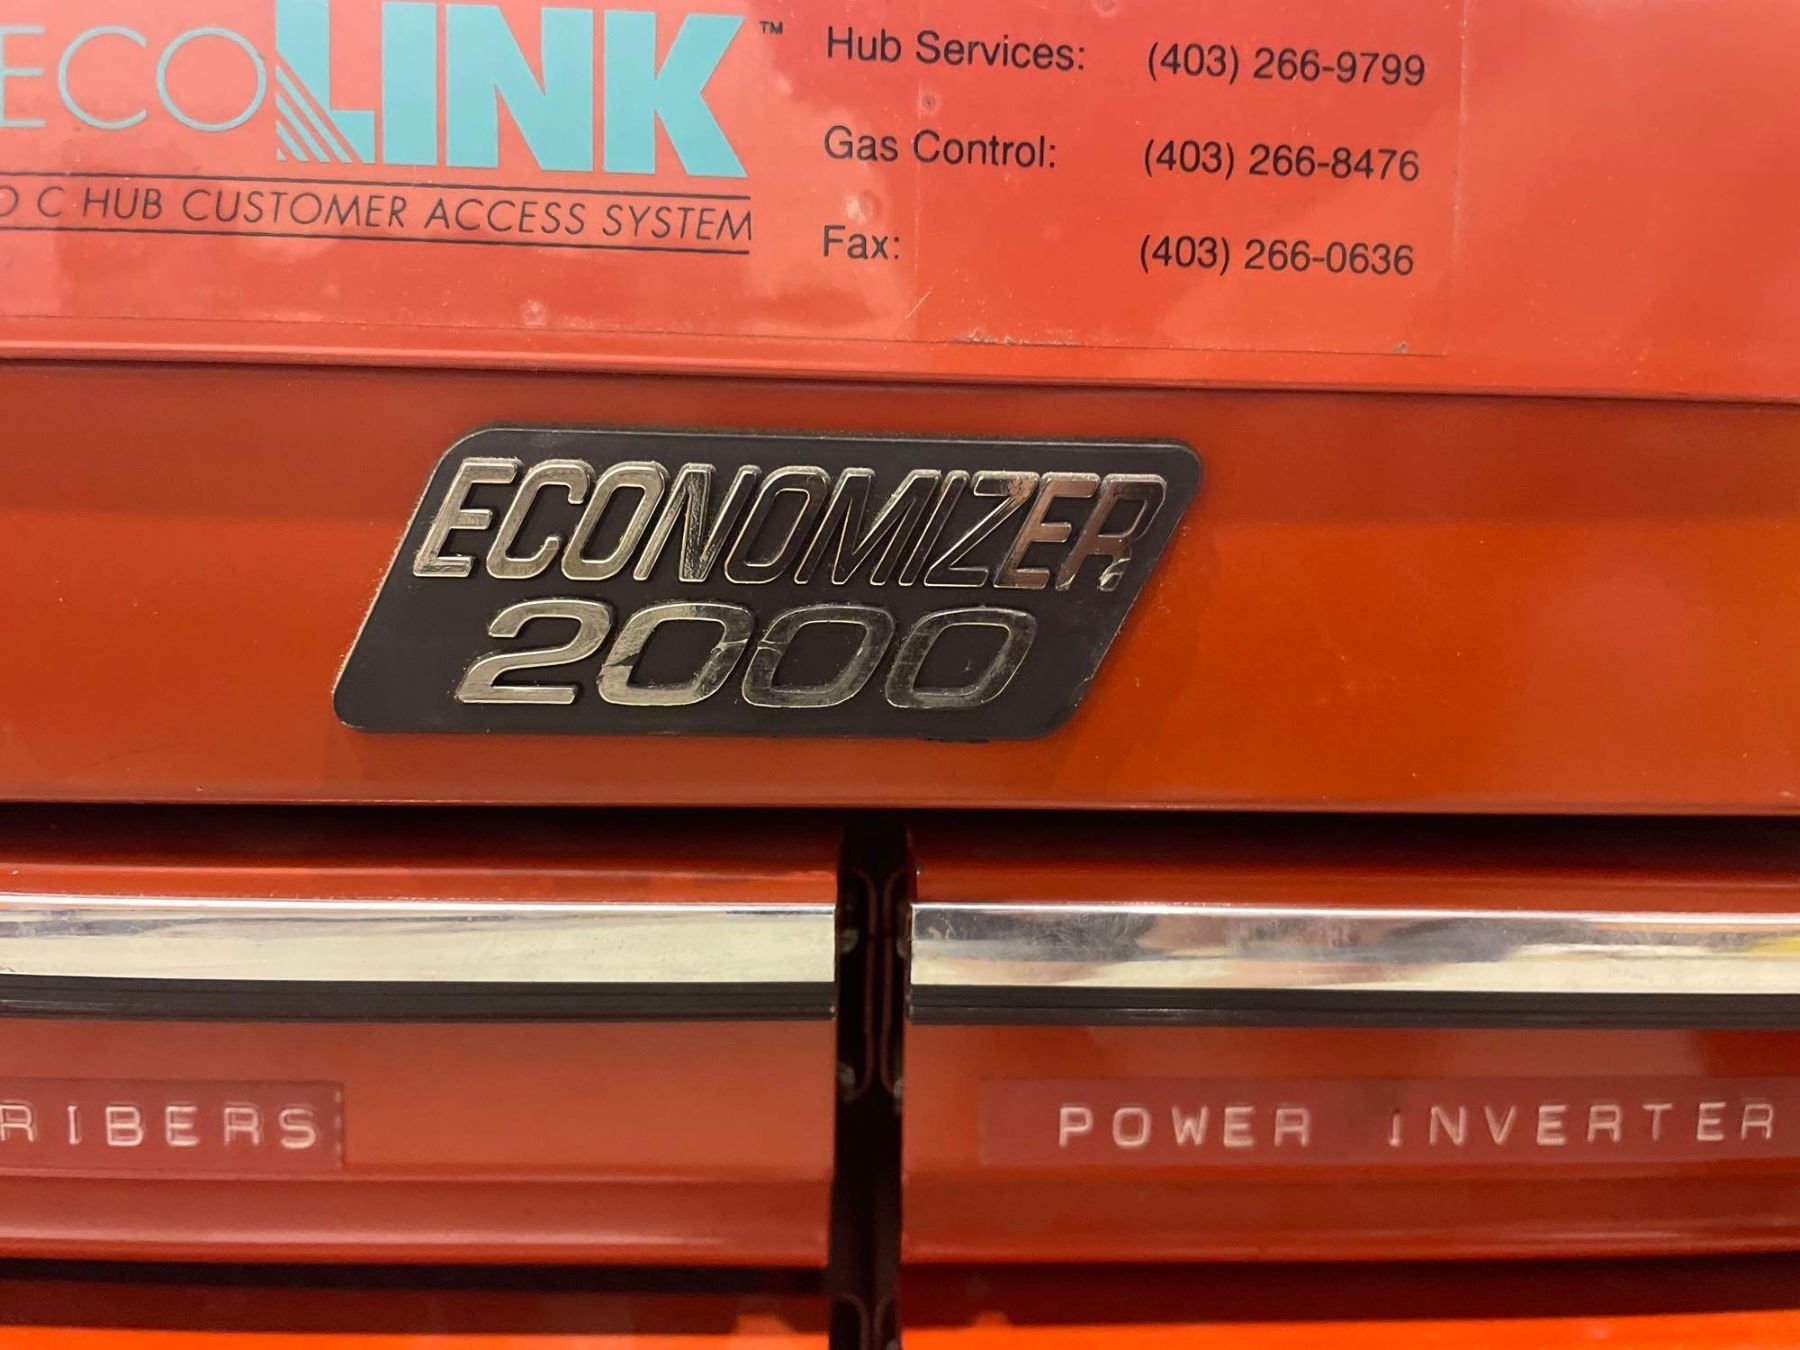 ECOLINK™
C HUB CUSTOMER ACCESS SYSTEM
Hub Services: (403) 266-9799
Gas Control: (403) 266-8476
Fax: (403) 266-0636
ECONOMIZER
2000
RIBERS
POWER INVERTER